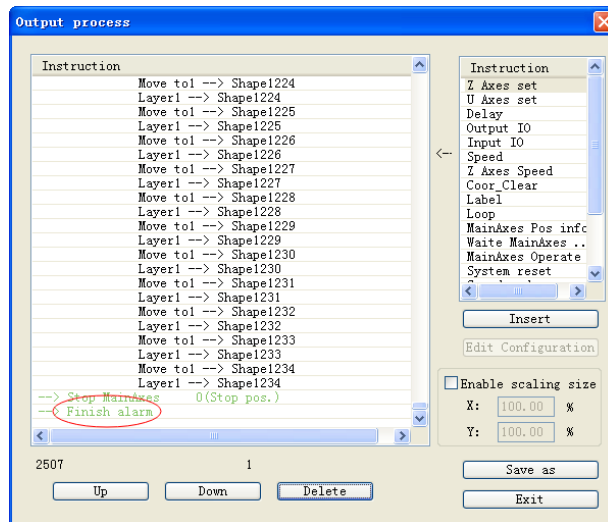 Output process
Instruction
Move to1 --> Shape1224
Layer1 --> Shape1224
Move to1 --> Shape1225
Layer1 --> Shape1225
Move to1 --> Shape1226
Layer1 --> Shape1226
Move to1 --> Shape1227
Layer1 --> Shape1227
Move to1 --> Shape1228
Layer1 --> Shape1228
Move to1 --> Shape1229
Layer1 --> Shape1229
Move to1 --> Shape1230
Layer1 --> Shape1230
Move to1 --> Shape1231
Layer1 --> Shape1231
Move to1 --> Shape1232
Layer1 --> Shape1232
Move to1 --> Shape1233
Layer1 --> Shape1233
Move to1 --> Shape1234
Layer1 --> Shape1234
--> Stop MainAxes 0(Stop pos.)
--> Finish alarm
2507 1
Up Down Delete
<--
Instruction
Z Axes set
U Axes set
Delay
Output IO
Input IO
Speed
Z Axes Speed
Coor_Clear
Label
Loop
MainAxes Pos info
Waite MainAxes ..
MainAxes Operate
System reset
Insert
Edit Configuration
Enable scaling size
X: 100.00 %
Y: 100.00 %
Save as
Exit